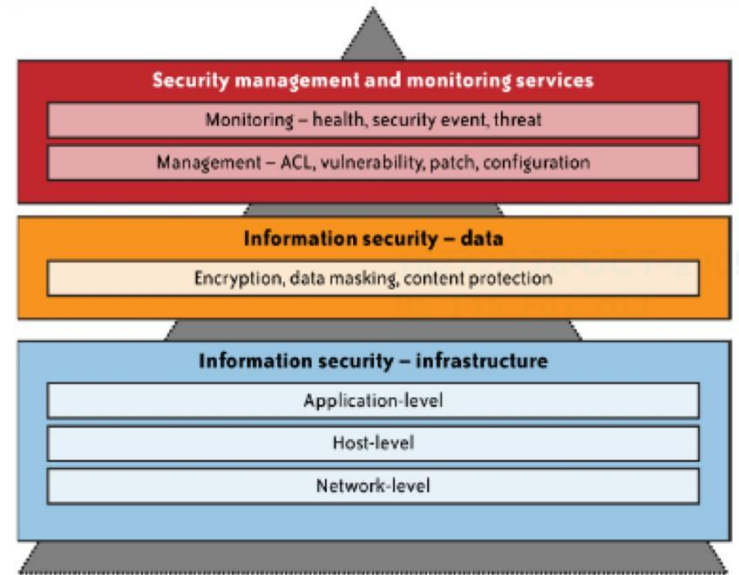 Security management and monitoring services
Monitoring – health, security event, threat
Management – ACL, vulnerability, patch, configuration
Information security – data
Encryption, data masking, content protection
Information security – infrastructure
Application-level
Host-level
Network-level